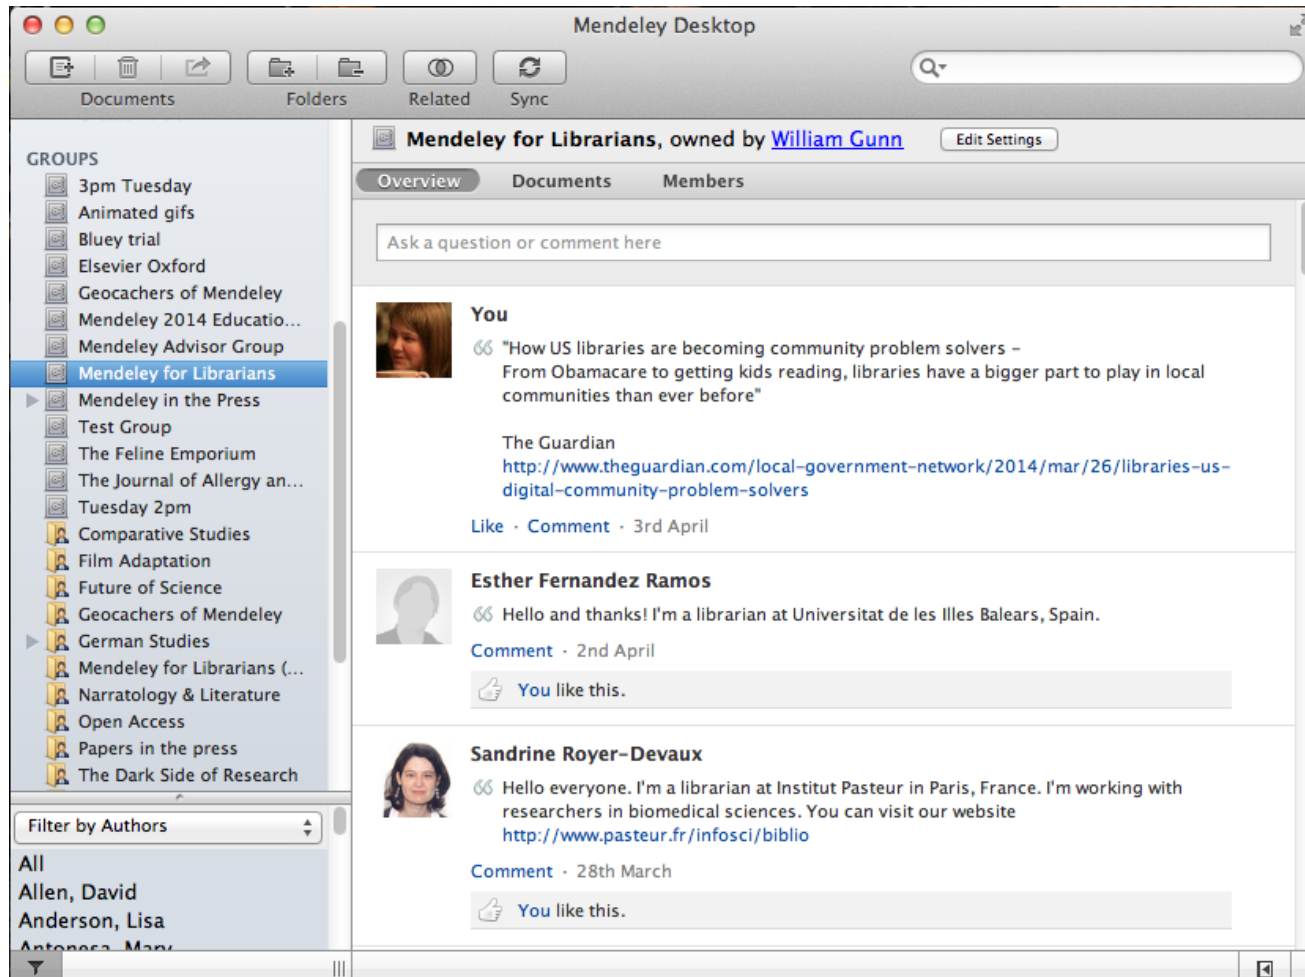 Mendeley Desktop
Documents
Folders
Related
Sync
GROUPS
3pm Tuesday
Animated gifs
Bluey trial
Elsevier Oxford
Geocachers of Mendeley
Mendeley 2014 Educatio...
Mendeley Advisor Group
Mendeley for Librarians
Mendeley in the Press
Test Group
The Feline Emporium
The Journal of Allergy an...
Tuesday 2pm
Comparative Studies
Film Adaptation
Future of Science
Geocachers of Mendeley
German Studies
Mendeley for Librarians (...
Narratology & Literature
Open Access
Papers in the press
The Dark Side of Research
Filter by Authors
All
Allen, David
Anderson, Lisa
Antonesa, Mary
Mendeley for Librarians, owned by William Gunn
Edit Settings
Overview
Documents
Members
Ask a question or comment here
You
"How US libraries are becoming community problem solvers –
From Obamacare to getting kids reading, libraries have a bigger part to play in local
communities than ever before"
The Guardian
http://www.theguardian.com/local-government-network/2014/mar/26/libraries-us-
digital-community-problem-solvers
Like · Comment · 3rd April
Esther Fernandez Ramos
Hello and thanks! I'm a librarian at Universitat de les Illes Balears, Spain.
Comment · 2nd April
You like this.
Sandrine Royer-Devaux
Hello everyone. I'm a librarian at Institut Pasteur in Paris, France. I'm working with
researchers in biomedical sciences. You can visit our website
http://www.pasteur.fr/infosci/biblio
Comment · 28th March
You like this.